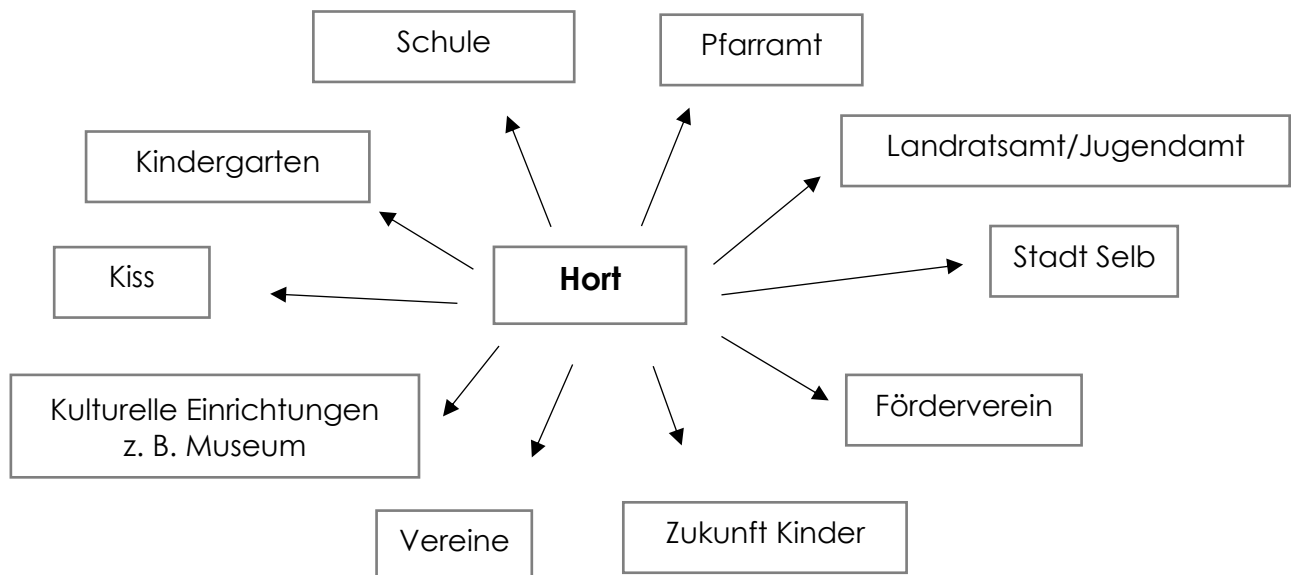 Schule
Pfarramt
Kindergarten
Landratsamt/Jugendamt
Kiss
Hort
Stadt Selb
Kulturelle Einrichtungen
z. B. Museum
Förderverein
Vereine
Zukunft Kinder